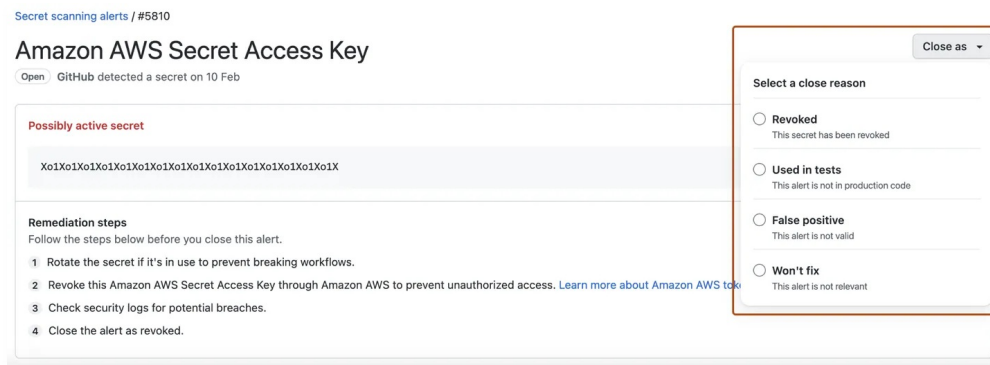 Secret scanning alerts / #5810
Amazon AWS Secret Access Key
Open GitHub detected a secret on 10 Feb
Close as
Select a close reason
Revoked
This secret has been revoked
Used in tests
This alert is not in production code
False positive
This alert is not valid
Won't fix
This alert is not relevant
Possibly active secret
Xo1Xo1Xo1Xo1Xo1Xo1Xo1Xo1Xo1Xo1Xo1Xo1Xo1Xo1Xo1Xo1X
Remediation steps
Follow the steps below before you close this alert.
1 Rotate the secret if it's in use to prevent breaking workflows.
2 Revoke this Amazon AWS Secret Access Key through Amazon AWS to prevent unauthorized access. Learn more about Amazon AWS
3 Check security logs for potential breaches.
4 Close the alert as revoked.